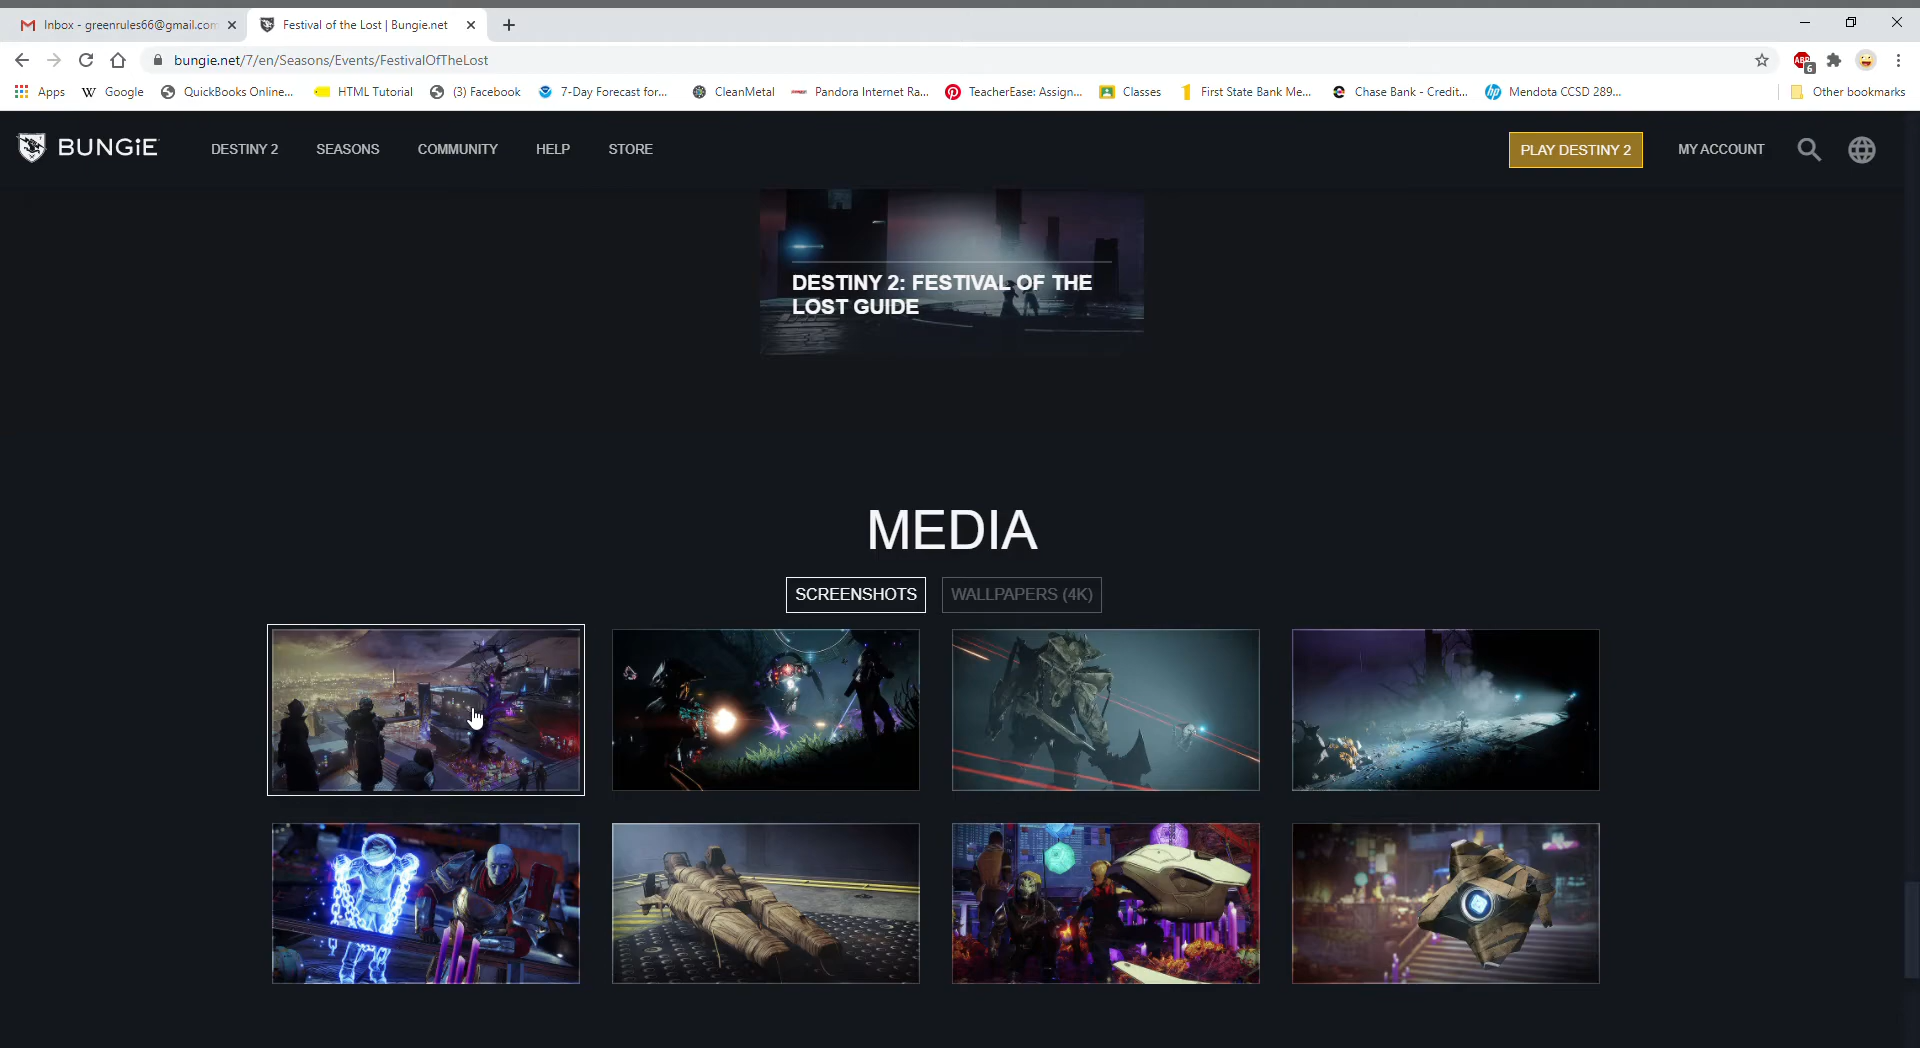 Inbox - greenrules66@gmail.com
Festival of the Lost | Bungie.net
bungie.net/7/en/Seasons/Events/FestivalOfTheLost
ABP
6
Apps
W Google
QuickBooks Online...
HTML Tutorial
(3) Facebook
7-Day Forecast for...
CleanMetal
Pandora Internet Ra...
TeacherEase: Assign...
Classes
First State Bank Me...
Chase Bank - Credit...
hp Mendota CCSD 289...
Other bookmarks
BUNGiE
DESTINY 2
SEASONS
COMMUNITY
HELP
STORE
PLAY DESTINY 2
MY ACCOUNT
DESTINY 2: FESTIVAL OF THE
LOST GUIDE
MEDIA
SCREENSHOTS
WALLPAPERS (4K)